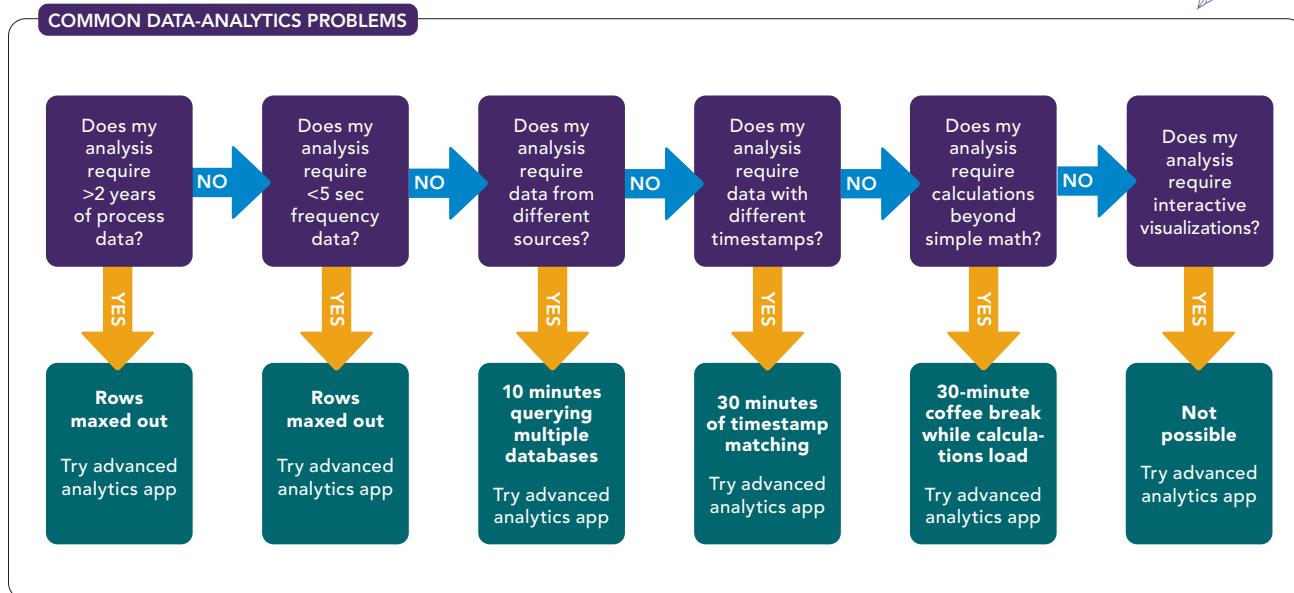 COMMON DATA-ANALYTICS PROBLEMS
Does my
analysis
require
>2 years
of process
data?
NO
Does my
analysis
require
<5 sec
frequency
data?
NO
Does my
analysis
require
data from
different
sources?
NO
Does my
analysis
require
data with
different
timestamps?
NO
Does my
analysis
require
calculations
beyond
simple math?
NO
Does my
analysis
require
interactive
visualizations?
YES
YES
YES
YES
YES
YES
Rows
maxed out
Try advanced
analytics app
Rows
maxed out
Try advanced
analytics app
10 minutes
querying
multiple
databases
Try advanced
analytics app
30 minutes
of timestamp
matching
Try advanced
analytics app
30-minute
coffee break
while calcula-
tions load
Try advanced
analytics app
Not
possible
Try advanced
analytics app